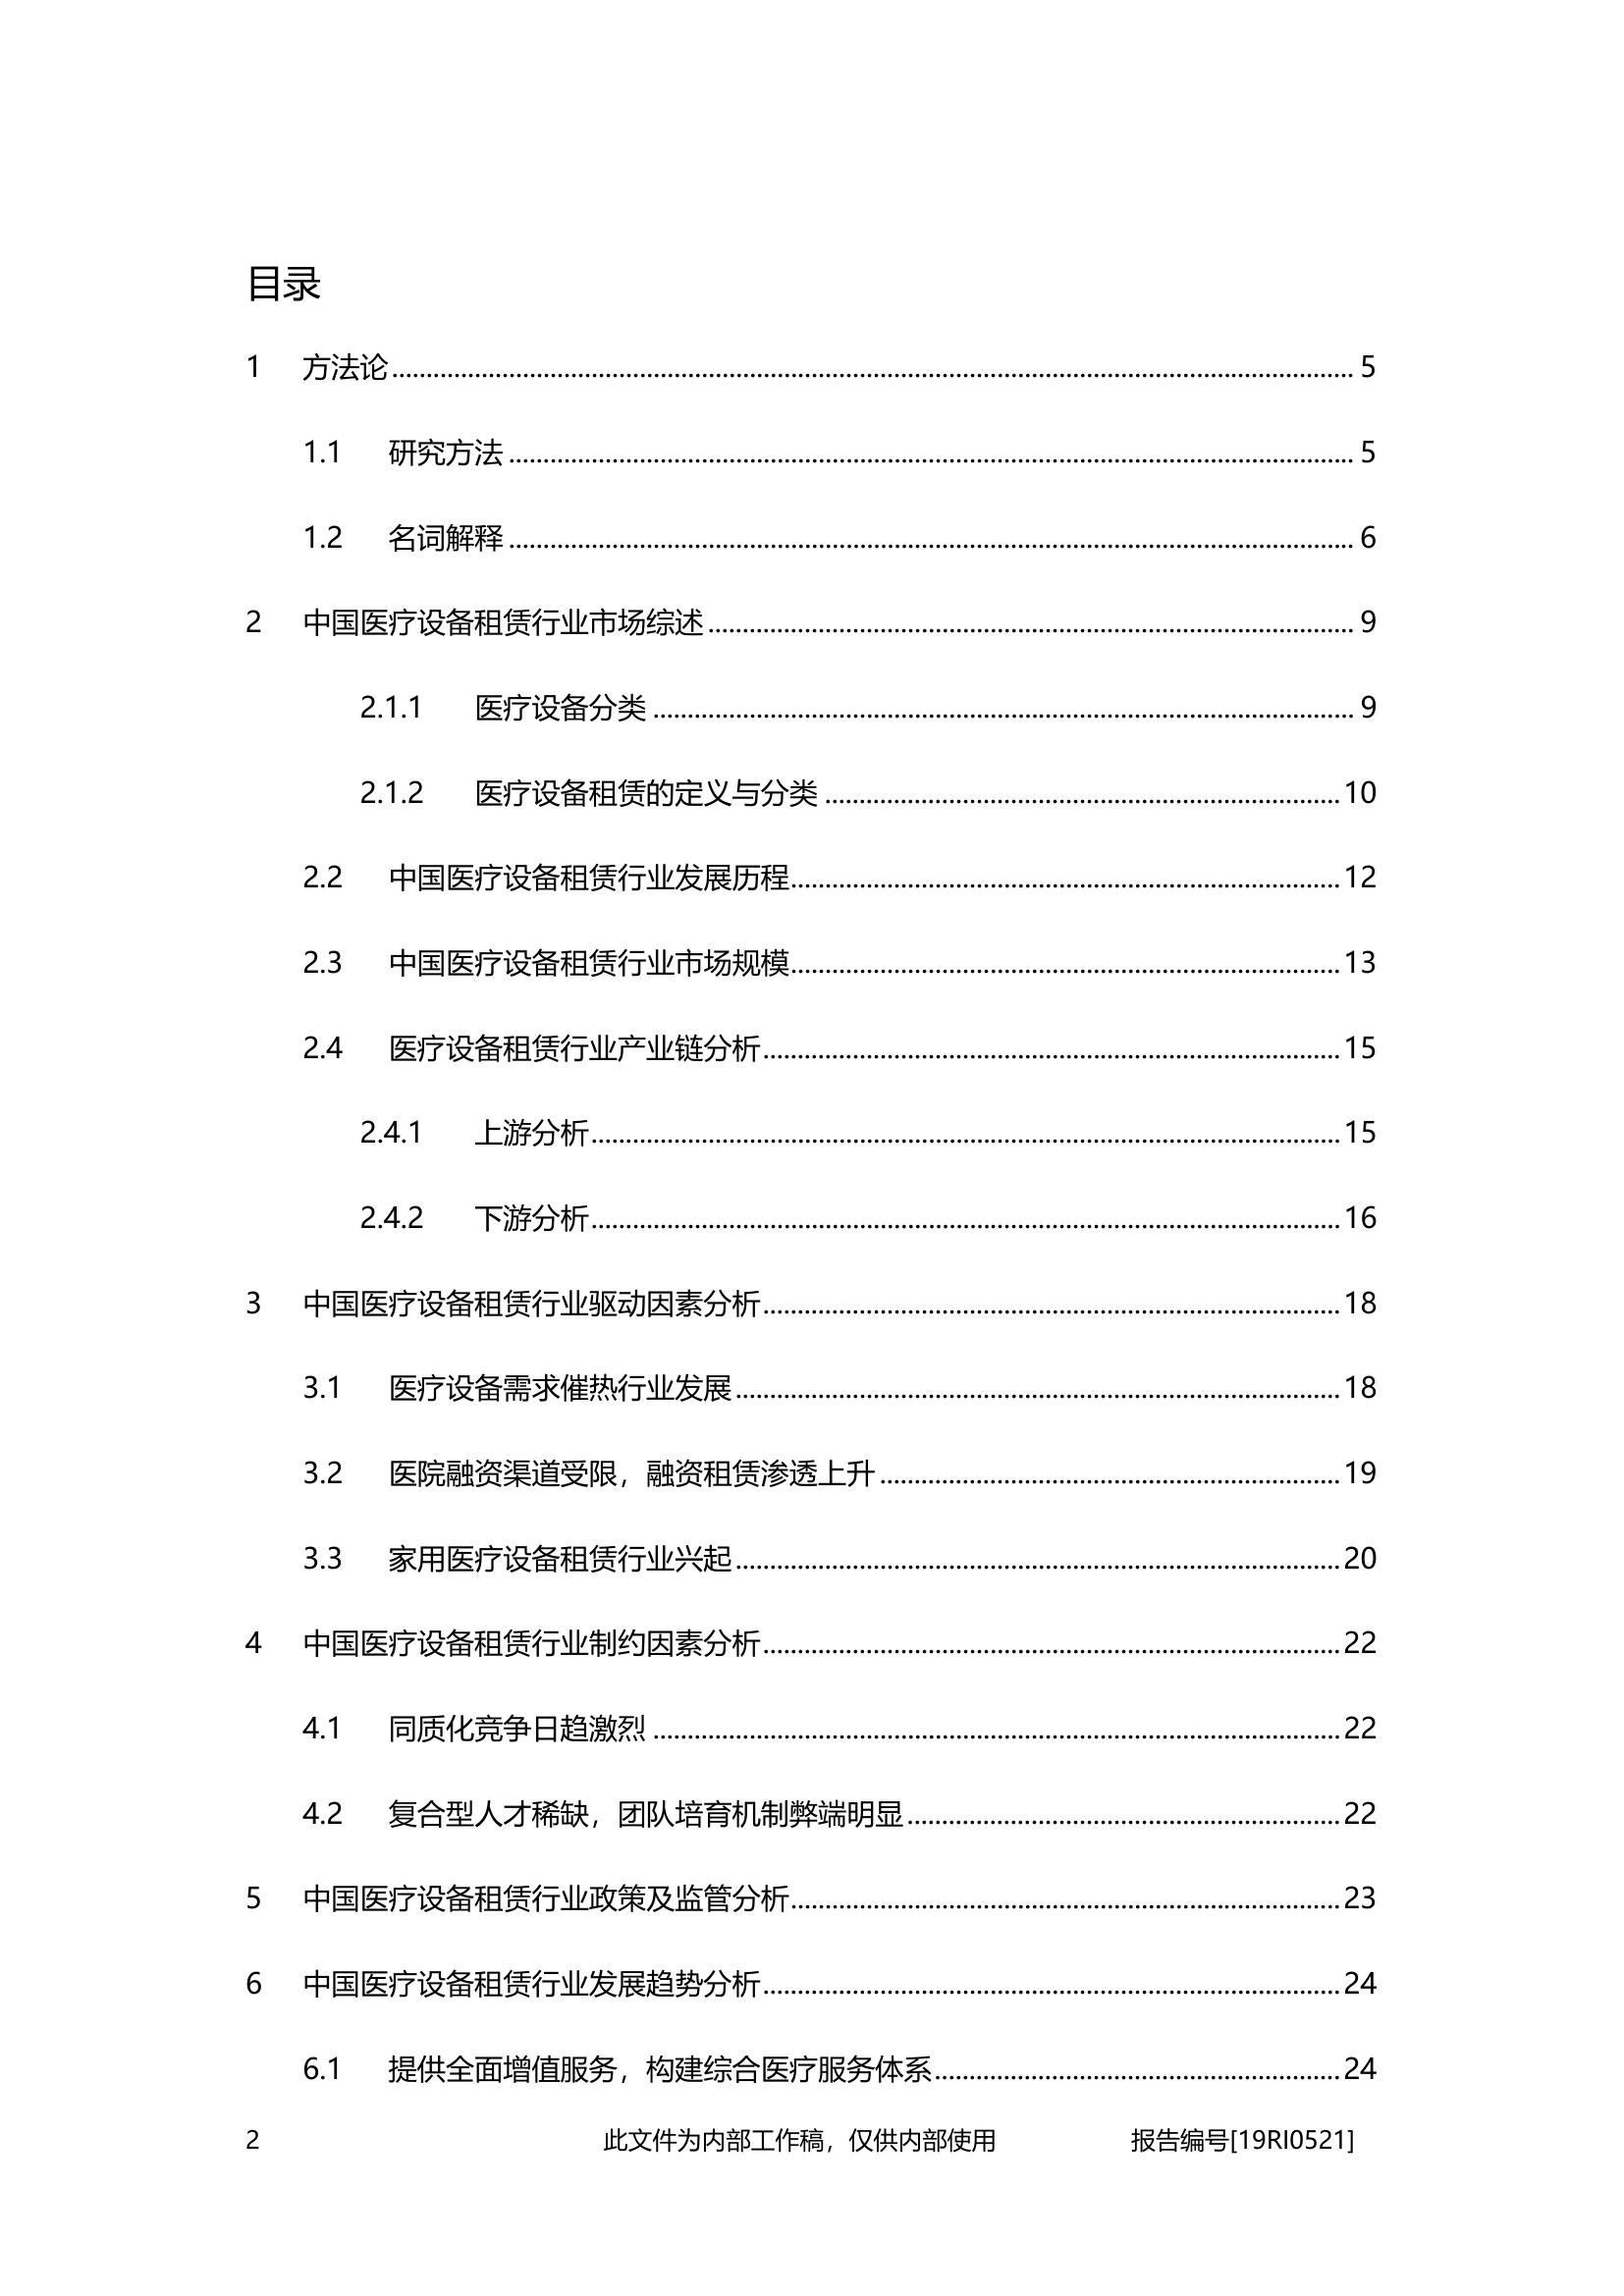 目录
1 方法论 5
1.1 研究方法 5
1.2 名词解释 6
2 中国医疗设备租赁行业市场综述 9
2.1.1 医疗设备分类 9
2.1.2 医疗设备租赁的定义与分类 10
2.2 中国医疗设备租赁行业发展历程 12
2.3 中国医疗设备租赁行业市场规模 13
2.4 医疗设备租赁行业产业链分析 15
2.4.1 上游分析 15
2.4.2 下游分析 16
3 中国医疗设备租赁行业驱动因素分析 18
3.1 医疗设备需求催热行业发展 18
3.2 医院融资渠道受限，融资租赁渗透上升 19
3.3 家用医疗设备租赁行业兴起 20
4 中国医疗设备租赁行业制约因素分析 22
4.1 同质化竞争日趋激烈 22
4.2 复合型人才稀缺，团队培育机制弊端明显 22
5 中国医疗设备租赁行业政策及监管分析 23
6 中国医疗设备租赁行业发展趋势分析 24
6.1 提供全面增值服务，构建综合医疗服务体系 24
2 此文件为内部工作稿，仅供内部使用 报告编号[19RI0521]